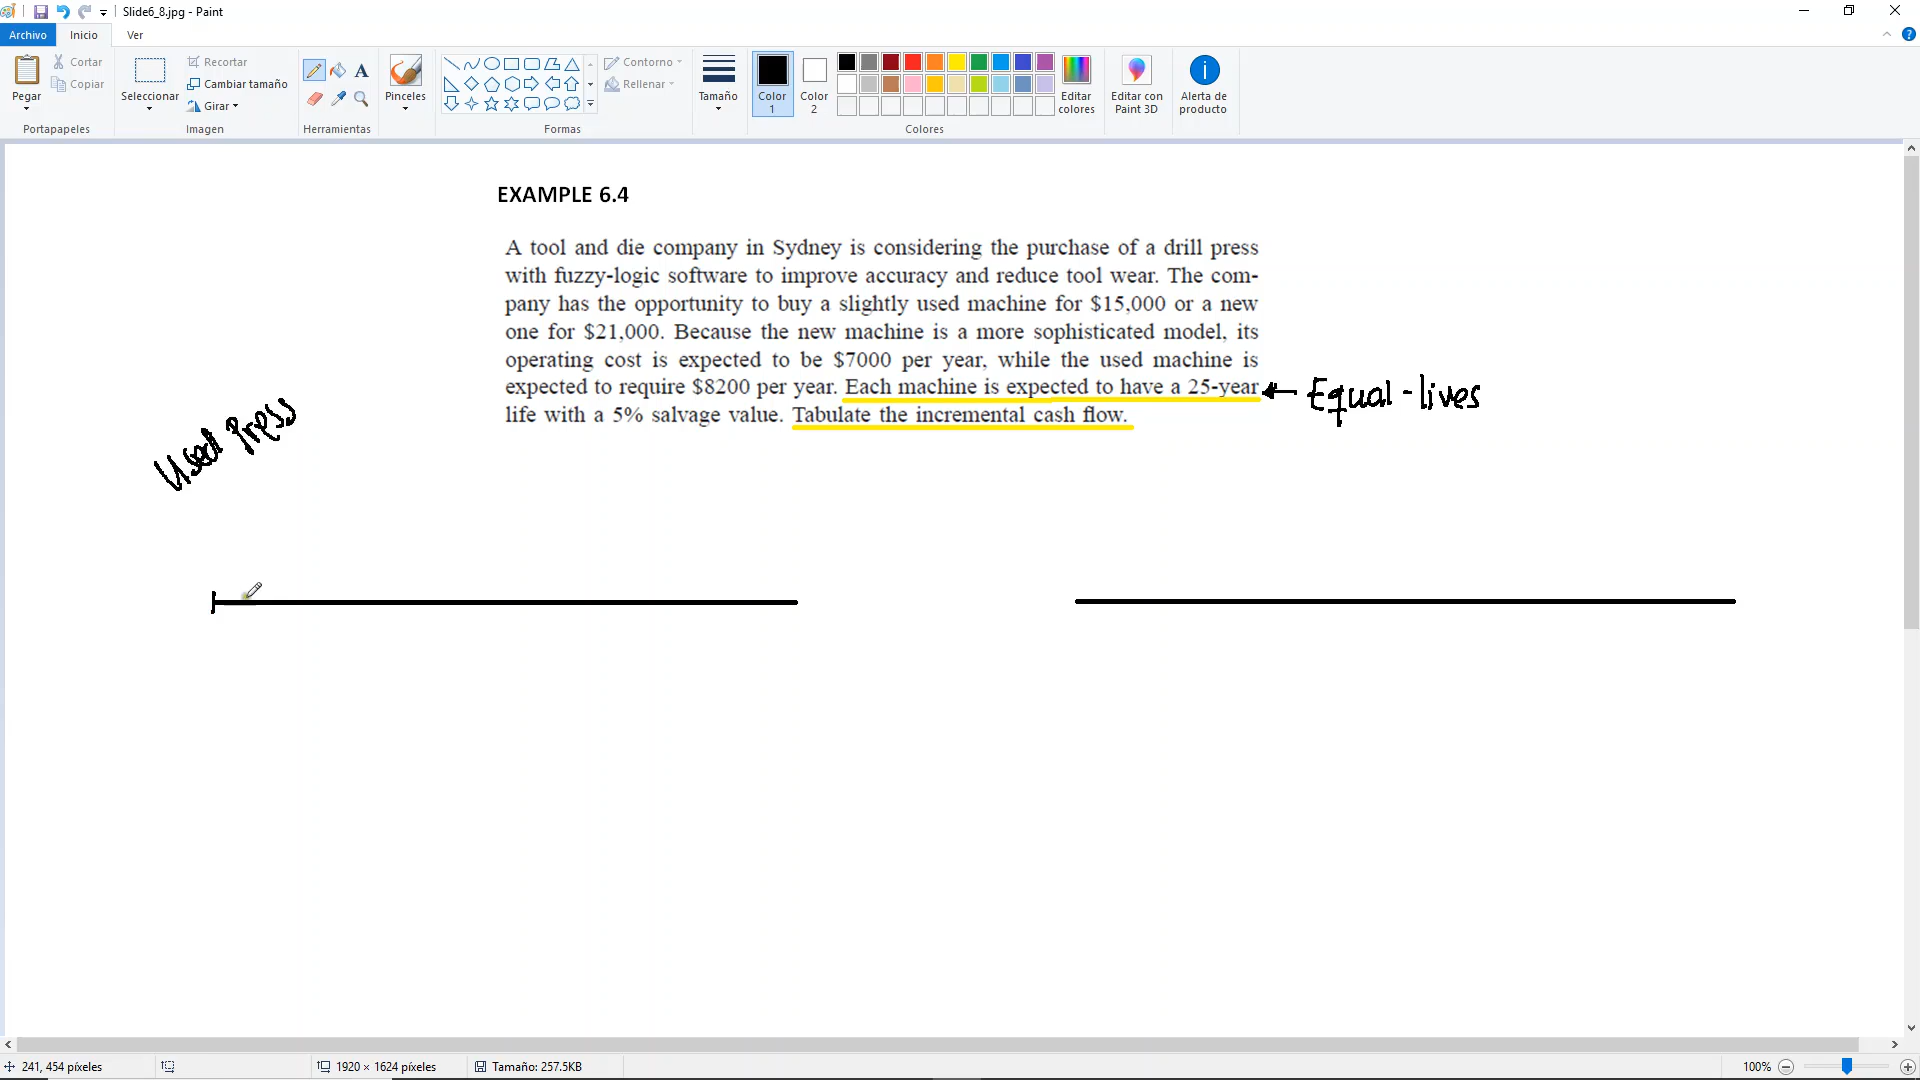 Slide6_8.jpg - Paint
Archivo Inicio Ver
Pegar
Cortar
Copiar
Portapapeles
Seleccionar
Recortar
Cambiar tamaño
Girar
Imagen
A
Herramientas
Pinceles
Contorno
Rellenar
Formas
Tamaño
Color 1
Color 2
Editar colores
Colores
Editar con Paint 3D
Alerta de producto
EXAMPLE 6.4
A tool and die company in Sydney is considering the purchase of a drill press
with fuzzy-logic software to improve accuracy and reduce tool wear. The com-
pany has the opportunity to buy a slightly used machine for $15,000 or a new
one for $21,000. Because the new machine is a more sophisticated model, its
operating cost is expected to be $7000 per year, while the used machine is
expected to require $8200 per year. Each machine is expected to have a 25-year
life with a 5% salvage value. Tabulate the incremental cash flow.
Equal-lives
Used Press
241, 454 píxeles
1920 × 1624 píxeles
Tamaño: 257.5KB
100%